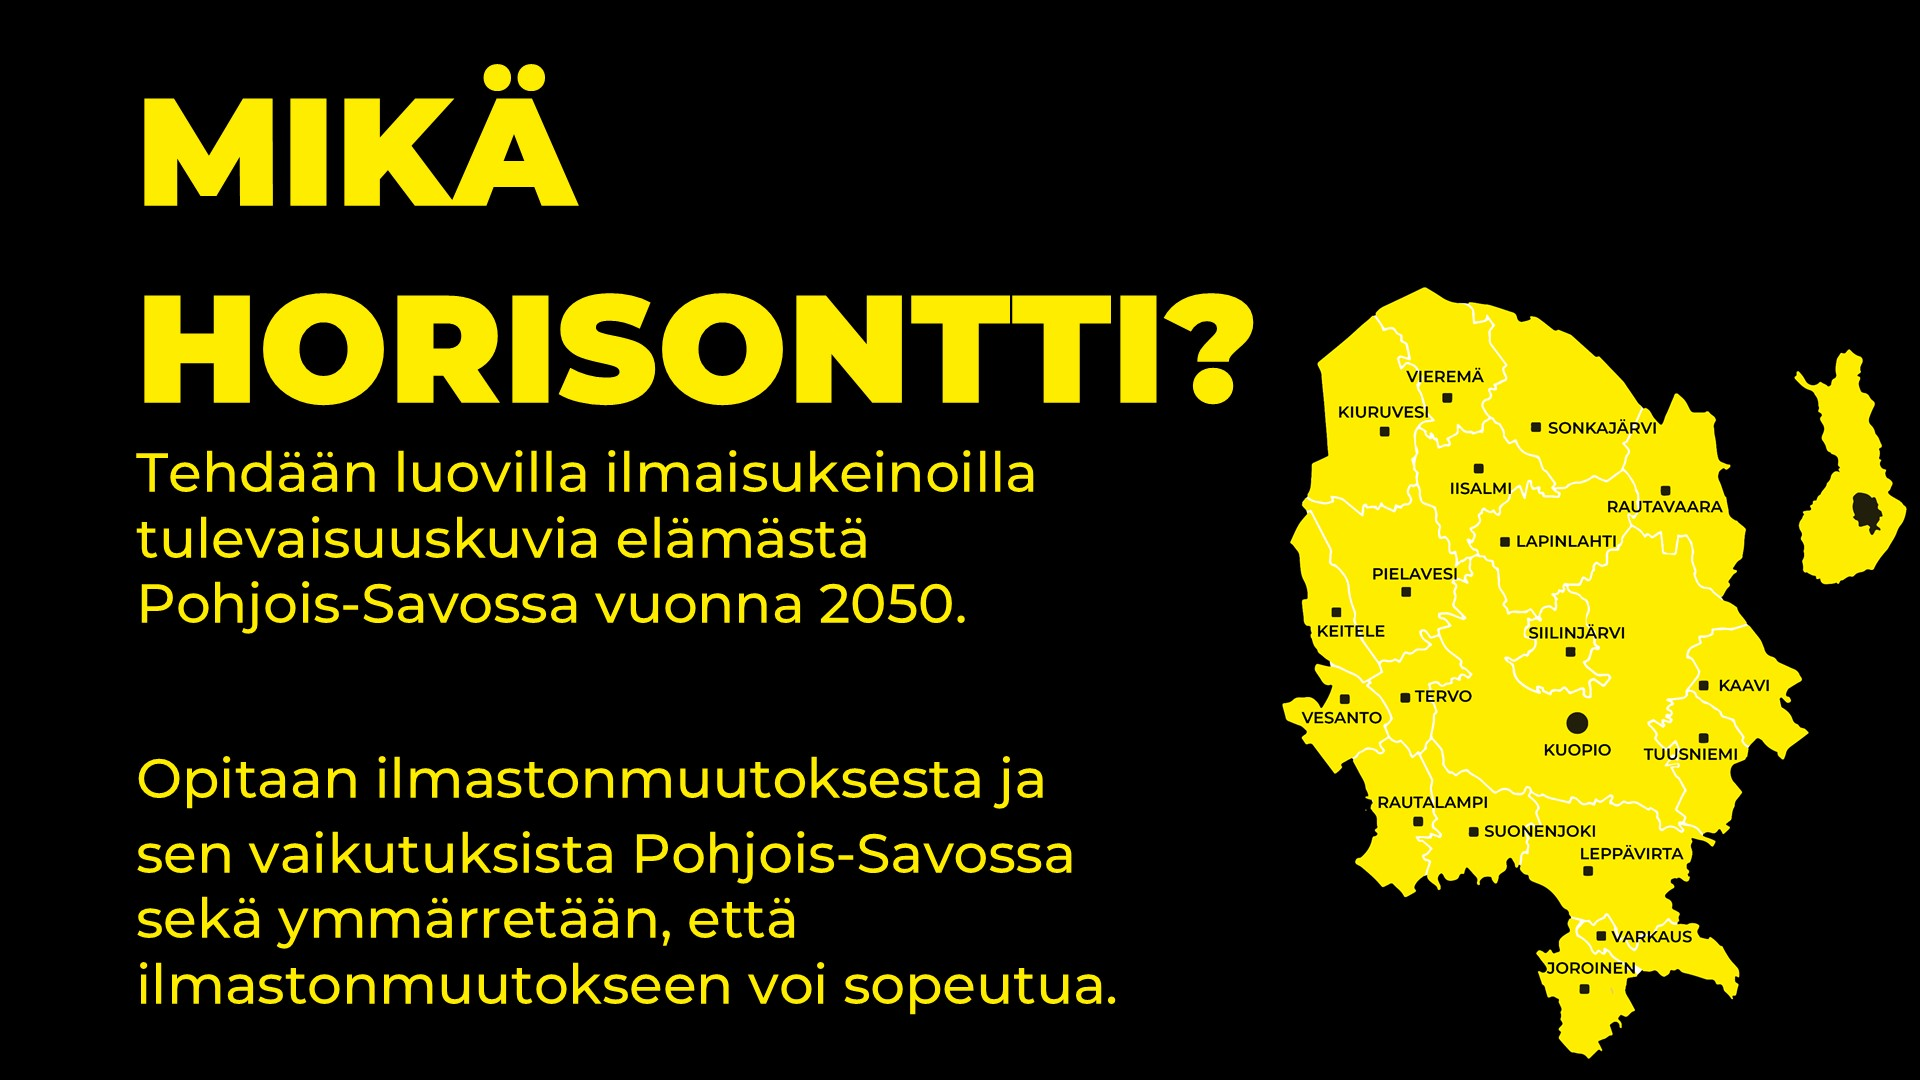 MIKÄ
HORISONTTI?
Tehdään luovilla ilmaisukeinoilla
tulevaisuuskuvia elämästä
Pohjois-Savossa vuonna 2050.
Opitaan ilmastonmuutoksesta ja
sen vaikutuksista Pohjois-Savossa
sekä ymmärretään, että
ilmastonmuutokseen voi sopeutua.
VIEREMÄ
KIURUVESI
SONKAJÄRVI
IISALMI
RAUTAVAARA
LAPINLAHTI
PIELAVESI
KEITELE
SIILINJÄRVI
KAAVI
TERVO
VESANTO
KUOPIO
TUUSNIEMI
RAUTALAMPI
SUONENJOKI
LEPPÄVIRTA
VARKAUS
JOROINEN